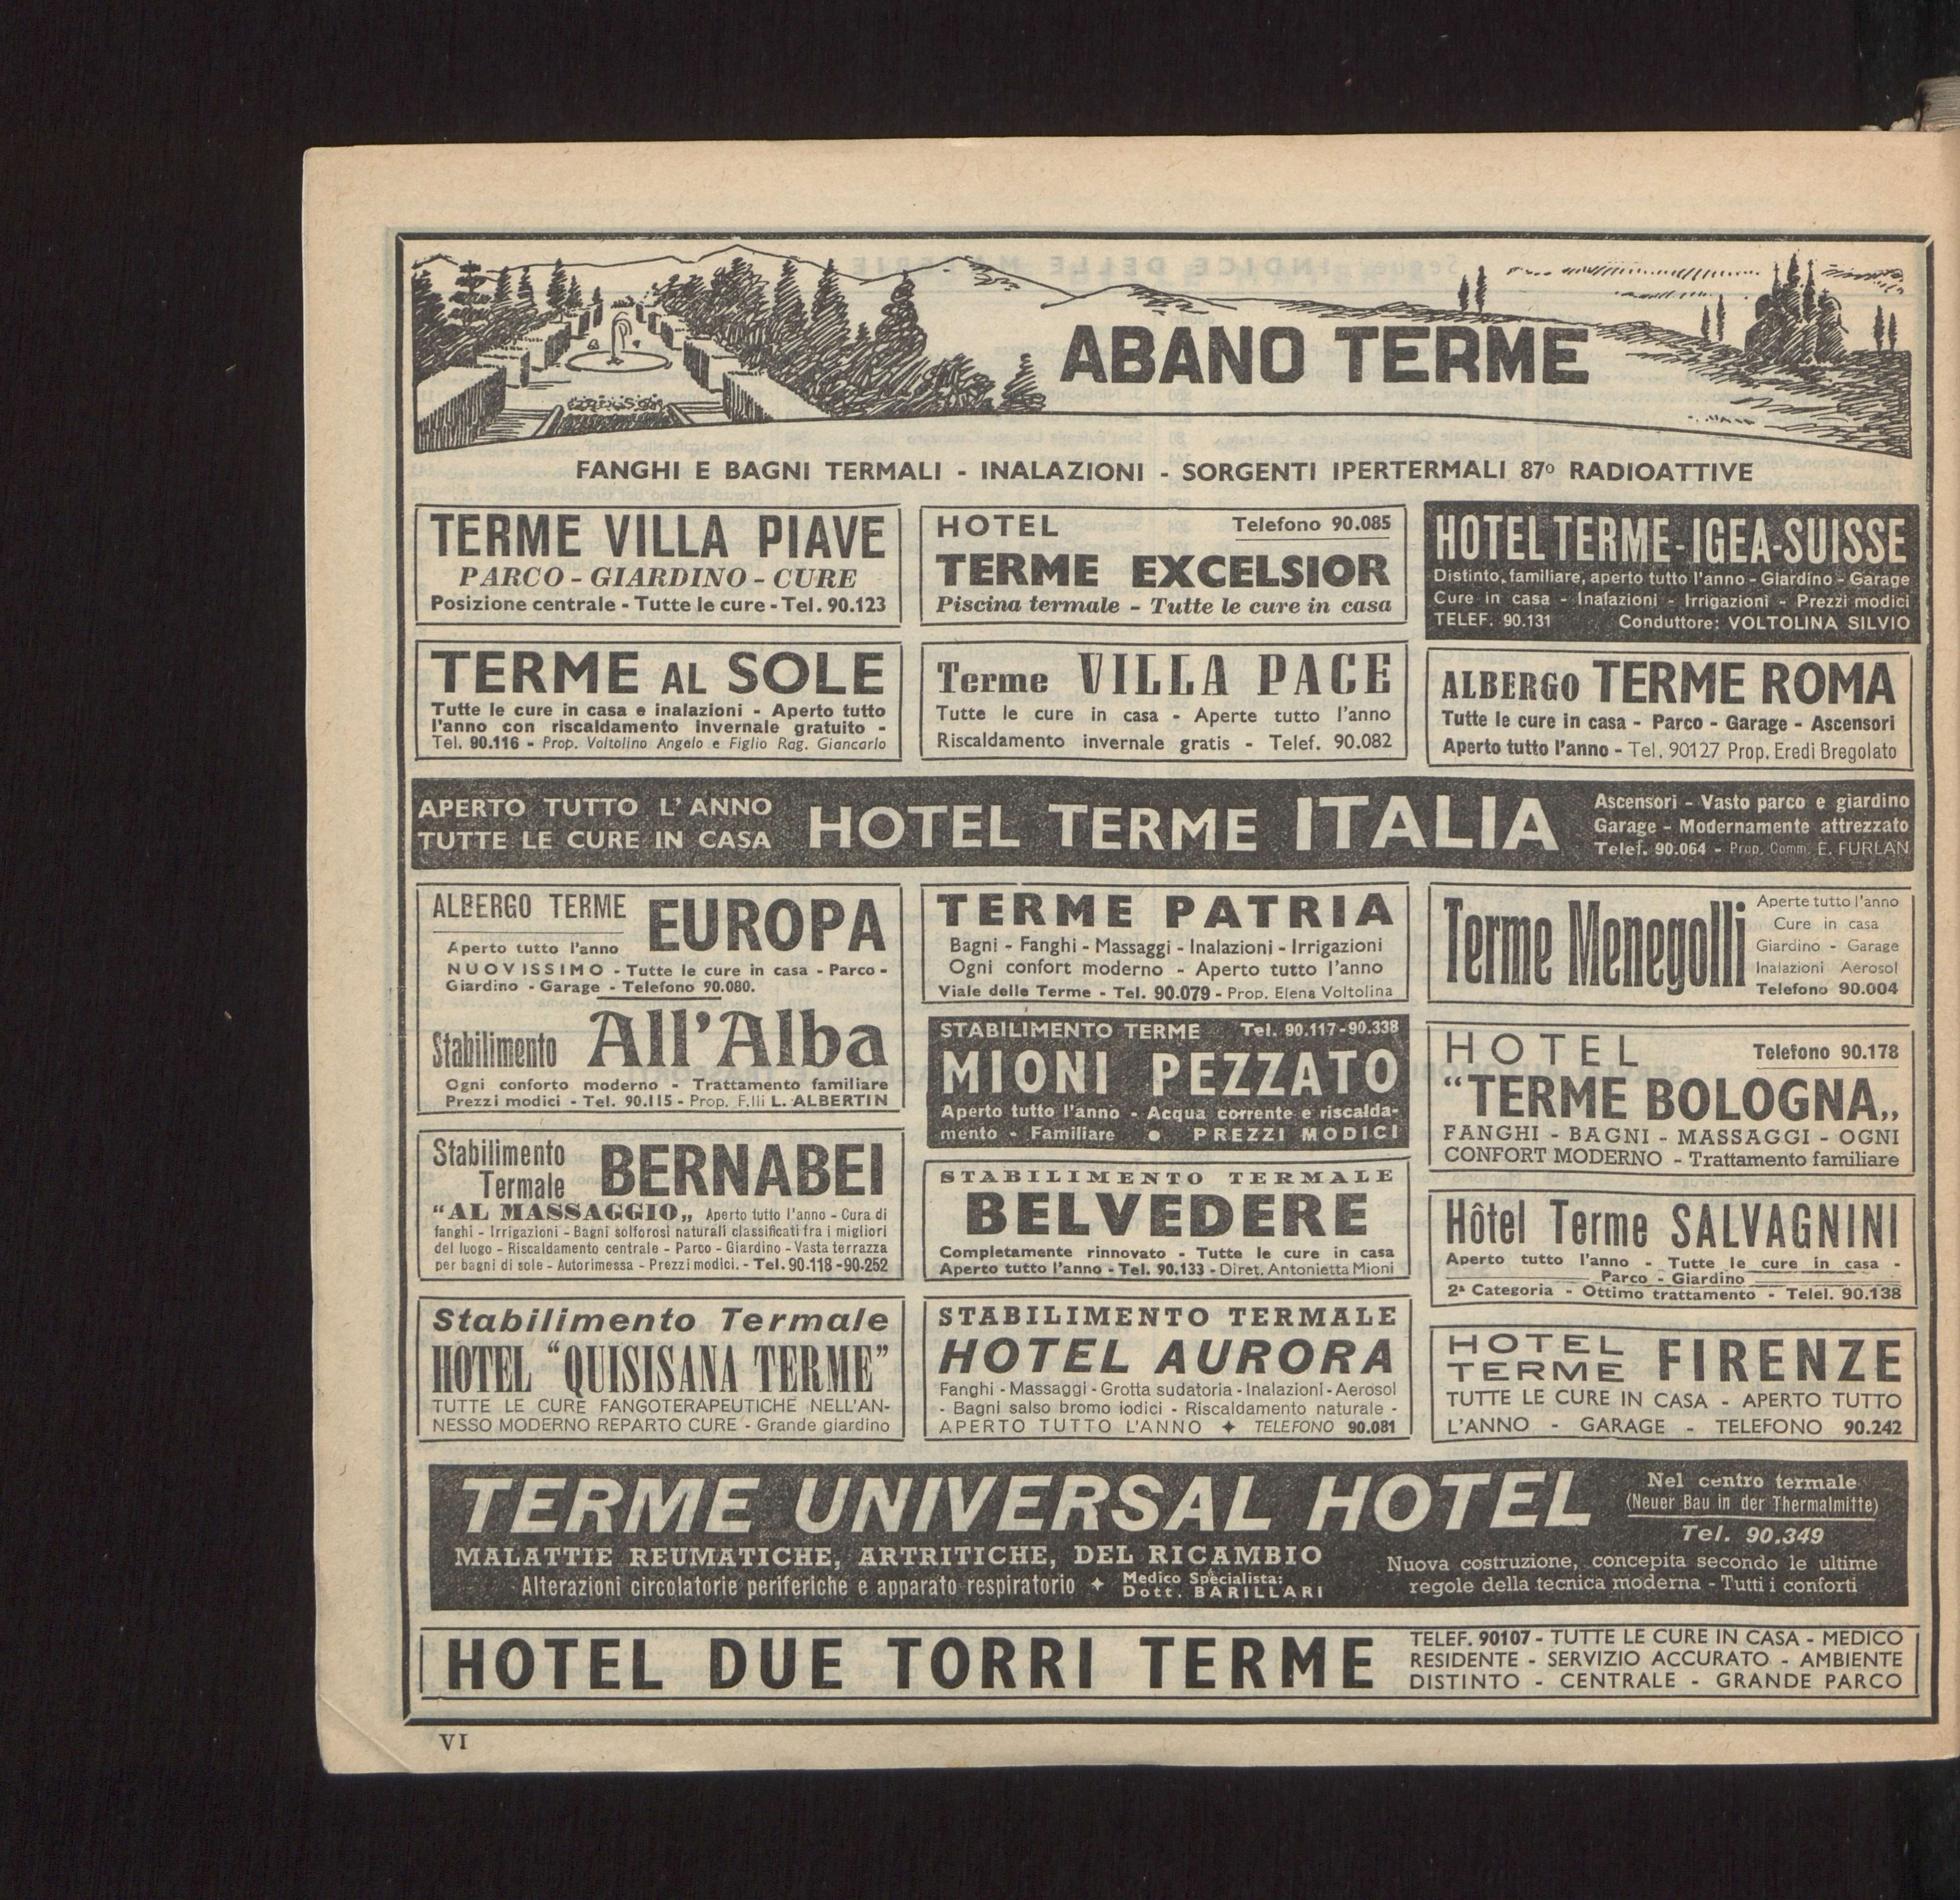 ABANO TERME
FANGHI E BAGNI TERMALI - INALAZIONI - SORGENTI IPERTERMALI 87º RADIOATTIVE
TERME VILLA PIAVE
PARCO - GIARDINO - CURE
Posizione centrale - Tutte le cure - Tel. 90.123
HOTEL Telefono 90.085
TERME EXCELSIOR
Piscina termale - Tutte le cure in casa
HOTEL TERME-IGEA-SUISSE
Distinto, familiare, aperto tutto l'anno - Giardino - Garage
Cure in casa - Inalazioni - Irrigazioni - Prezzi modici
TELEF. 90.131 Conduttore: VOLTOLINA SILVIO
TERME AL SOLE
Tutte le cure in casa e inalazioni - Aperto tutto
l'anno con riscaldamento invernale gratuito -
Tel. 90.116 - Prop. Voltolina Angelo e Figlio Rag. Giancarlo
Terme VILLA PACE
Tutte le cure in casa - Aperte tutto l'anno
Riscaldamento invernale gratis - Telef. 90.082
ALBERGO TERME ROMA
Tutte le cure in casa - Parco - Garage - Ascensori
Aperto tutto l'anno - Tel. 90127 Prop. Eredi Bregolato
APERTO TUTTO L'ANNO
TUTTE LE CURE IN CASA
HOTEL TERME ITALIA
Ascensori - Vasto parco e giardino
Garage - Modernamente attrezzato
Telef. 90.064 - Prop. Comm. E. FURLAN
ALBERGO TERME EUROPA
Aperto tutto l'anno
NUOVISSIMO - Tutte le cure in casa - Parco -
Giardino - Garage - Telefono 90.080.
Stabilimento All'Alba
Ogni conforto moderno - Trattamento familiare
Prezzi modici - Tel. 90.115 - Prop. F.lli L. ALBERTIN
Stabilimento
Termale BERNABEI
"AL MASSAGGIO„ Aperto tutto l'anno - Cura di
fanghi - Irrigazioni - Bagni solforosi naturali classificati fra i migliori
del luogo - Riscaldamento centrale - Parco - Giardino - Vasta terrazza
per bagni di sole - Autorimessa - Prezzi modici. - Tel. 90.118 - 90.252
Stabilimento Termale
HOTEL "QUISISANA TERME"
TUTTE LE CURE FANGOTERAPEUTICHE NELL'AN-
NESSO MODERNO REPARTO CURE - Grande giardino
TERME PATRIA
Bagni - Fanghi - Massaggi - Inalazioni - Irrigazioni
Ogni confort moderno - Aperto tutto l'anno
Viale delle Terme - Tel. 90.079 - Prop. Elena Voltolina
STABILIMENTO TERME Tel. 90.117-90.338
MIONI PEZZATO
Aperto tutto l'anno - Acqua corrente e riscalda-
mento - Familiare • PREZZI MODICI
STABILIMENTO TERMALE
BELVEDERE
Completamente rinnovato - Tutte le cure in casa
Aperto tutto l'anno - Tel. 90.133 - Diret. Antonietta Mioni
STABILIMENTO TERMALE
HOTEL AURORA
Fanghi - Massaggi - Grotta sudatoria - Inalazioni - Aerosol
- Bagni salso bromo iodici - Riscaldamento naturale -
APERTO TUTTO L'ANNO ✦ TELEFONO 90.081
Terme Menegolli
Aperte tutto l'anno
Cure in casa
Giardino - Garage
Inalazioni Aerosol
Telefono 90.004
HOTEL Telefono 90.178
"TERME BOLOGNA„
FANGHI - BAGNI - MASSAGGI - OGNI
CONFORT MODERNO - Trattamento familiare
Hôtel Terme SALVAGNINI
Aperto tutto l'anno - Tutte le cure in casa -
Parco - Giardino
2ª Categoria - Ottimo trattamento - Telel. 90.138
HOTEL
TERME FIRENZE
TUTTE LE CURE IN CASA - APERTO TUTTO
L'ANNO - GARAGE - TELEFONO 90.242
TERME UNIVERSAL HOTEL
MALATTIE REUMATICHE, ARTRITICHE, DEL RICAMBIO
Alterazioni circolatorie periferiche e apparato respiratorio ✦ Medico Specialista:
Dott. BARILLARI
Nel centro termale
(Neuer Bau in der Thermalmitte)
Tel. 90.349
Nuova costruzione, concepita secondo le ultime
regole della tecnica moderna - Tutti i conforti
HOTEL DUE TORRI TERME
TELEF. 90107 - TUTTE LE CURE IN CASA - MEDICO
RESIDENTE - SERVIZIO ACCURATO - AMBIENTE
DISTINTO - CENTRALE - GRANDE PARCO
VI